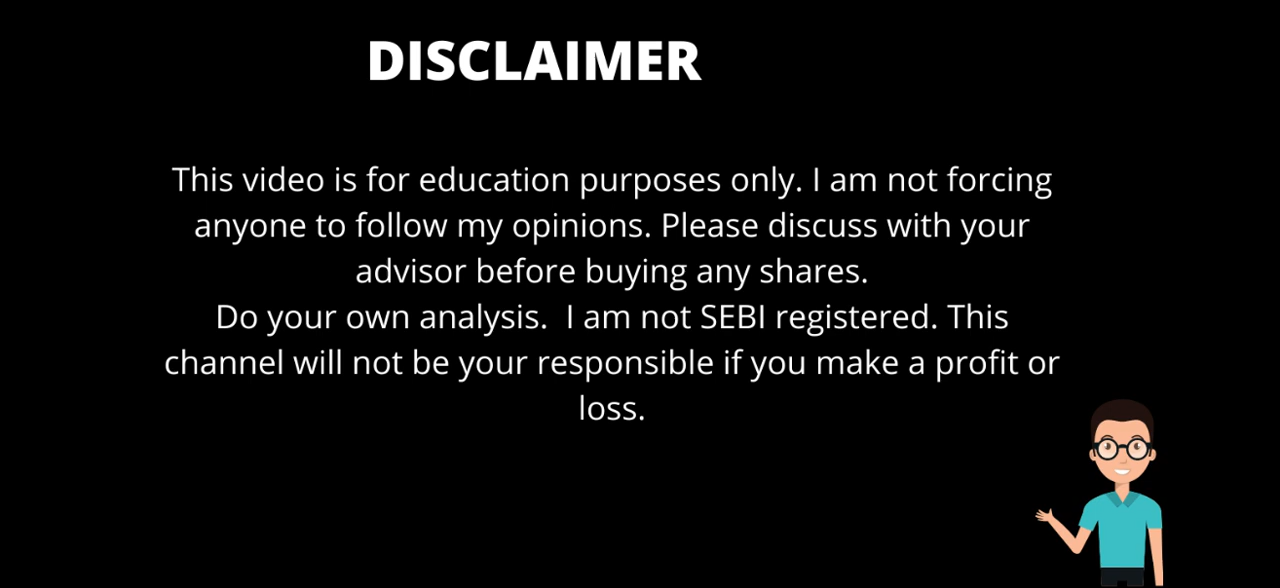 DISCLAIMER
This video is for education purposes only. I am not forcing
anyone to follow my opinions. Please discuss with your
advisor before buying any shares.
Do your own analysis.  I am not SEBI registered. This
channel will not be your responsible if you make a profit or
loss.